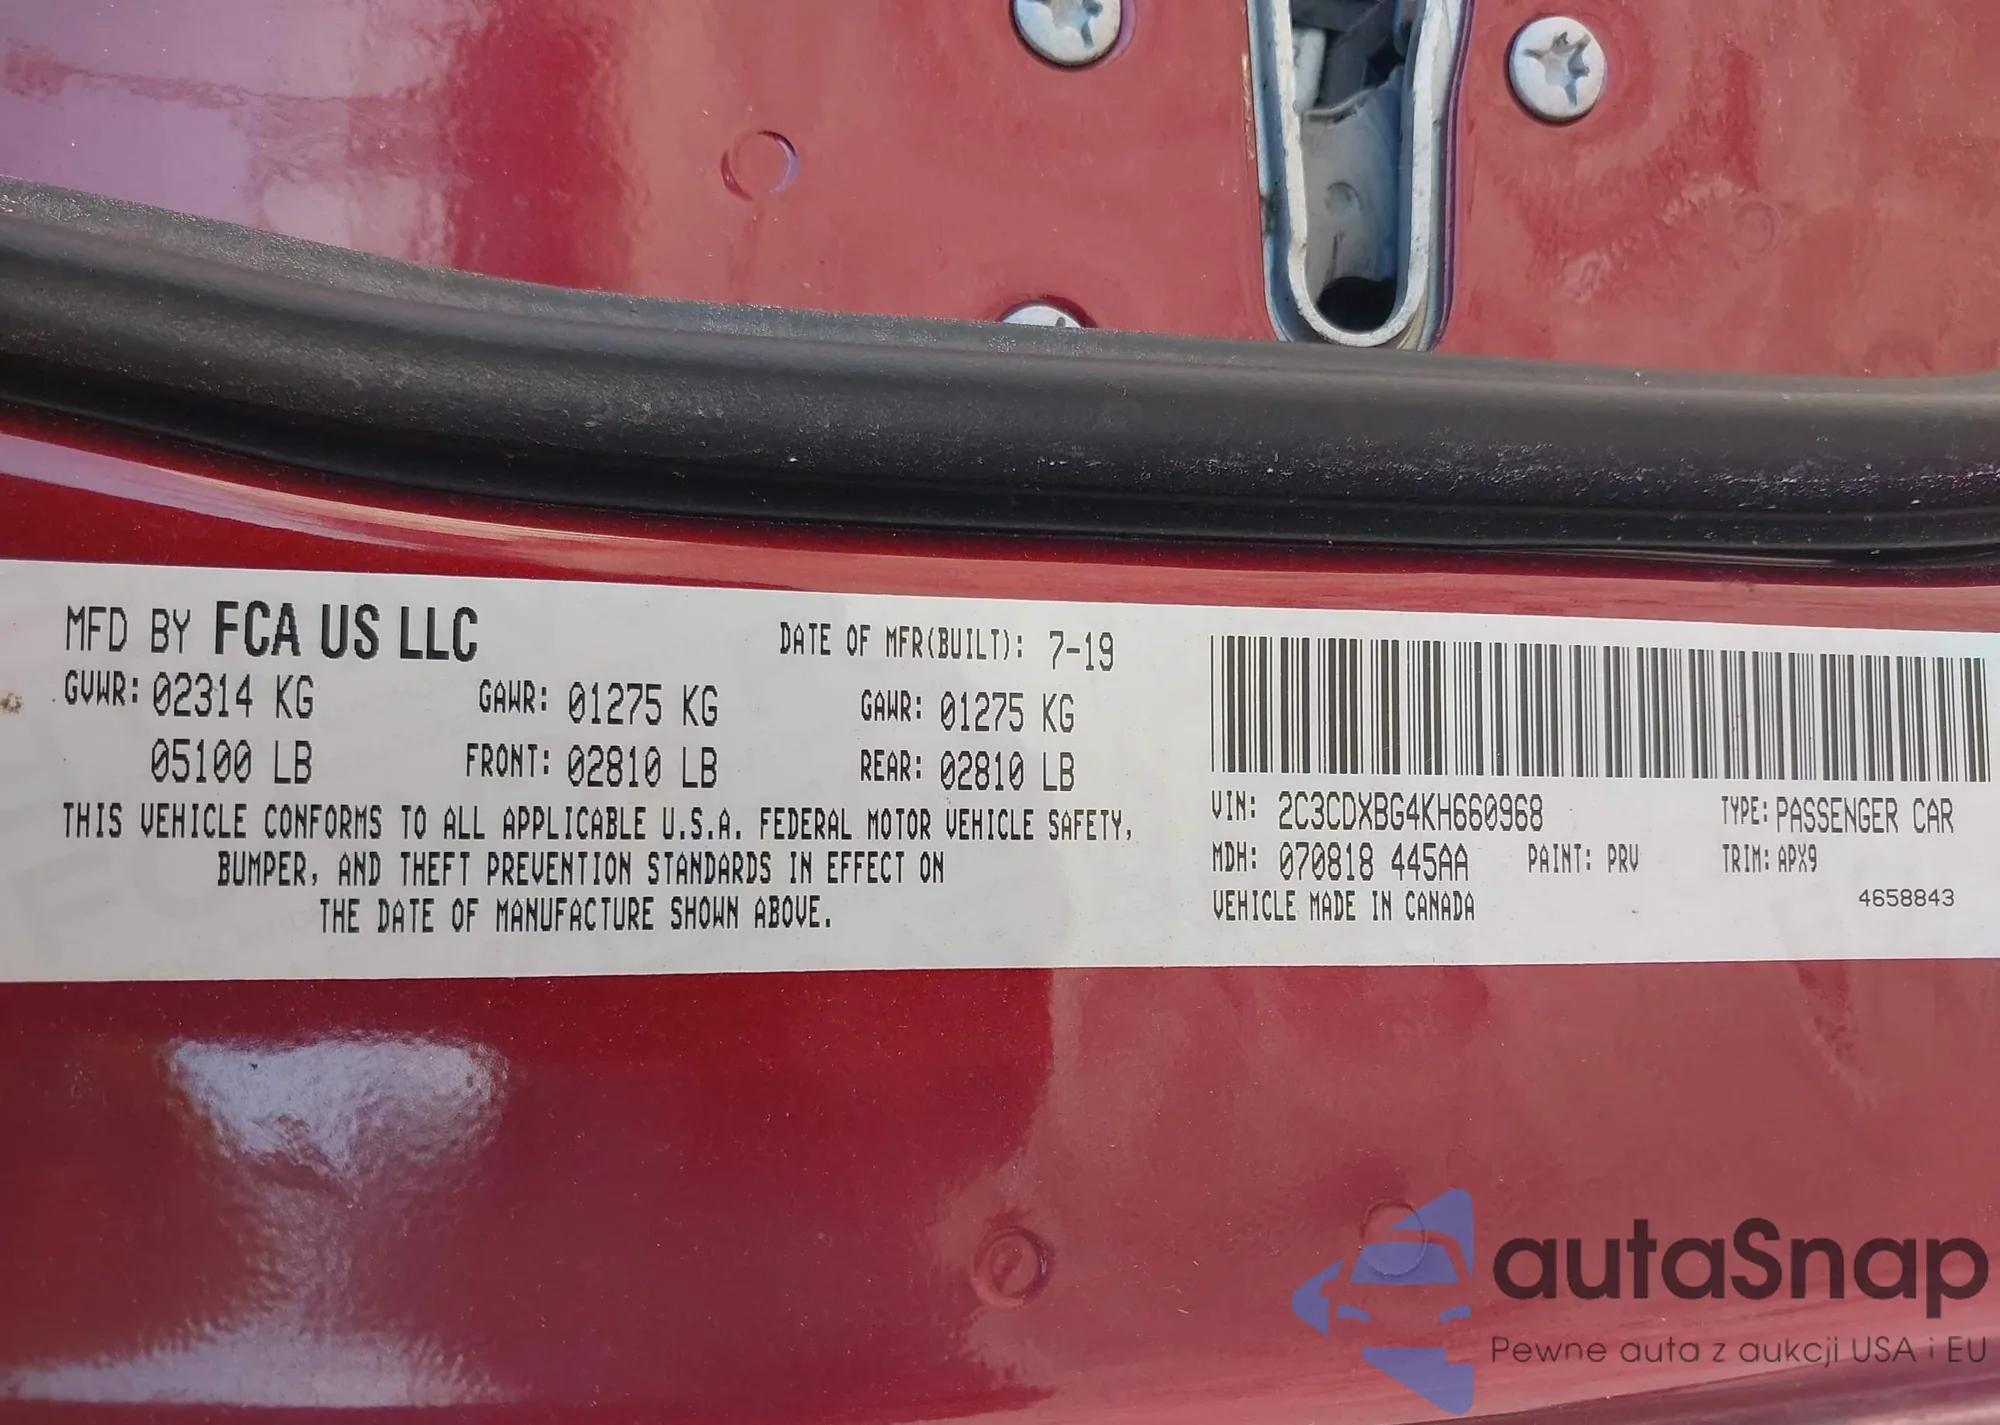 MFD BY FCA US LLC
DATE OF MFR(BUILT): 7-19
GVWR: 02314 KG
GAWR: 01275 KG
GAWR: 01275 KG
05100 LB
FRONT: 02810 LB
REAR: 02810 LB
THIS VEHICLE CONFORMS TO ALL APPLICABLE U.S.A. FEDERAL MOTOR VEHICLE SAFETY,
BUMPER, AND THEFT PREVENTION STANDARDS IN EFFECT ON
THE DATE OF MANUFACTURE SHOWN ABOVE.
VIN: 2C3CDXBG4KH660968
TYPE: PASSENGER CAR
MDH: 070818 445AA
PAINT: PRV
TRIM: APX9
VEHICLE MADE IN CANADA
4658843
autaSnap
Pewne auta z aukcji USA i EU